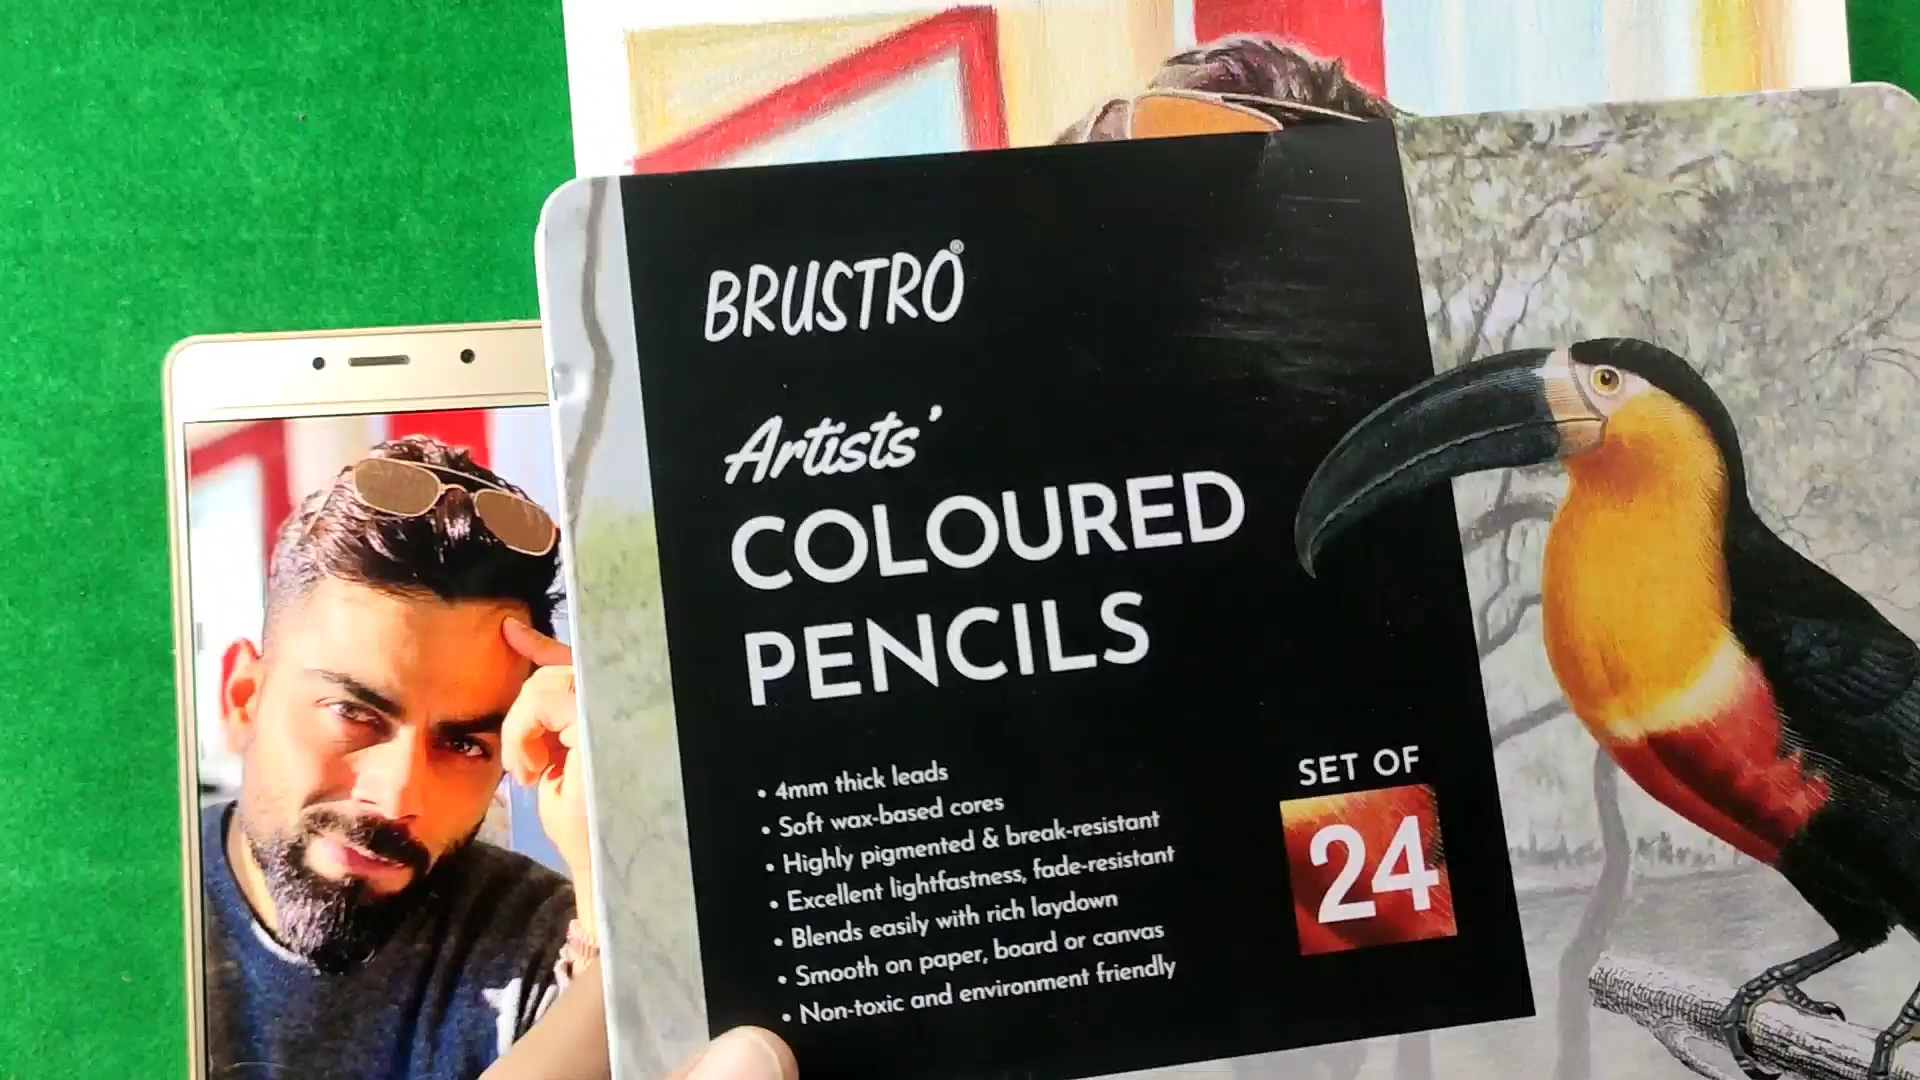 BRUSTRO®
Artists'
COLOURED
PENCILS
• 4mm thick leads
• Soft wax-based cores
• Highly pigmented & break-resistant
• Excellent lightfastness, fade-resistant
• Blends easily with rich laydown
• Smooth on paper, board or canvas
• Non-toxic and environment friendly
SET OF
24